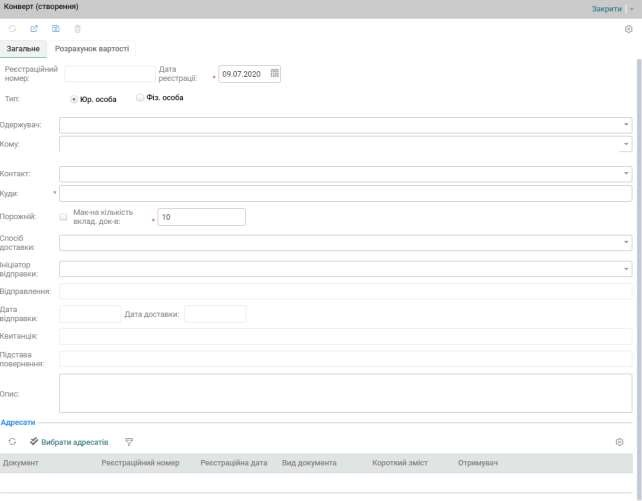 Конверт (створення)
Закрити
Загальне Розрахунок вартості
Реєстраційний номер: Дата реєстрації: * 09.07.2020
Тип: Юр. особа Фіз. особа
Одержувач:
Кому:
Контакт:
Куди: *
Порожній: Мак-на кількість вклад. док-в: * 10
Спосіб доставки:
Ініціатор відправки:
Відправлення:
Дата відправки: Дата доставки:
Квитанція:
Підстава повернення:
Опис:
Адресати
Вибрати адресатів
Документ Реєстраційний номер Реєстраційна дата Вид документа Короткий зміст Отримувач